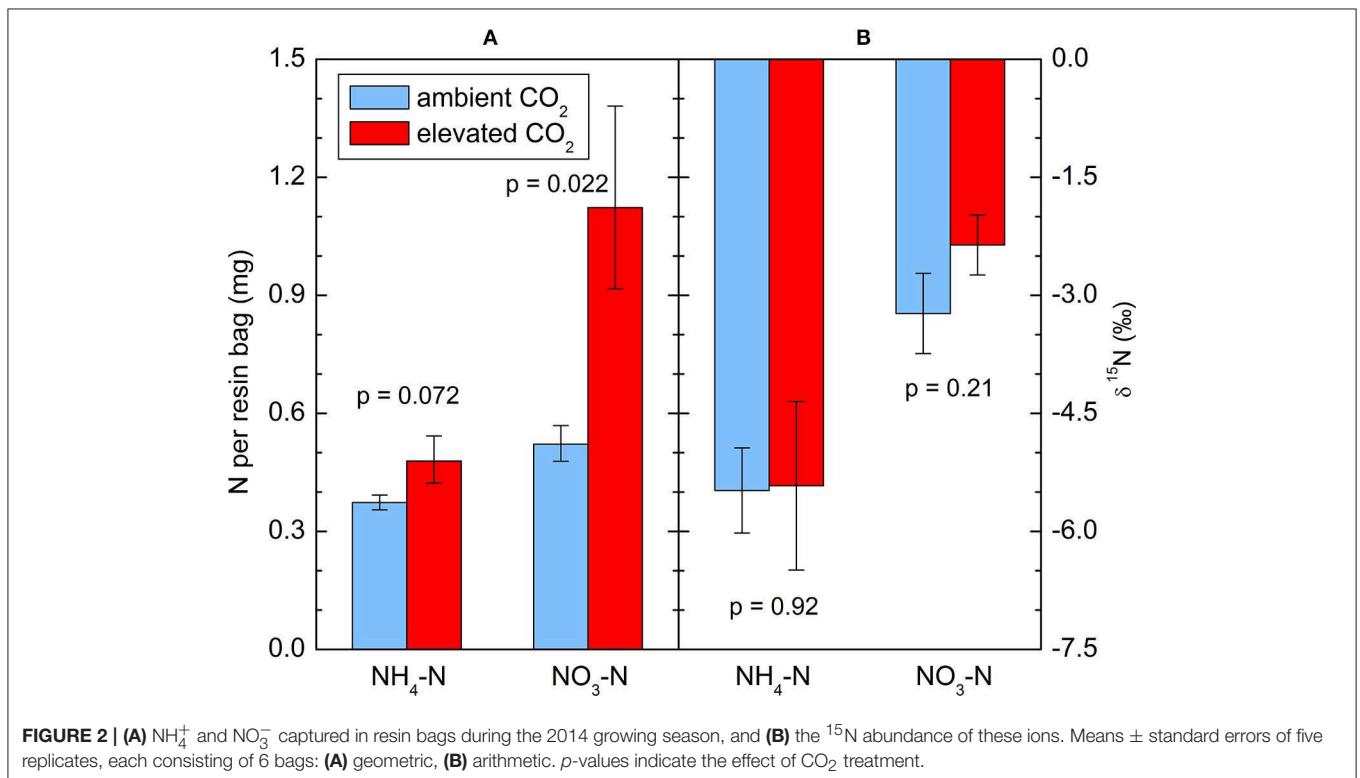 A B
1.5 0.0
ambient CO₂
elevated CO₂
p = 0.022
1.2 -1.5
0.9 -3.0
N per resin bag (mg)
δ ¹⁵N (‰)
p = 0.072
p = 0.21
0.6 -4.5
0.3 -6.0
p = 0.92
0.0 -7.5
NH₄-N NO₃-N NH₄-N NO₃-N
FIGURE 2 | (A) NH₄⁺ and NO₃⁻ captured in resin bags during the 2014 growing season, and (B) the ¹⁵N abundance of these ions. Means ± standard errors of five
replicates, each consisting of 6 bags: (A) geometric, (B) arithmetic. p-values indicate the effect of CO₂ treatment.